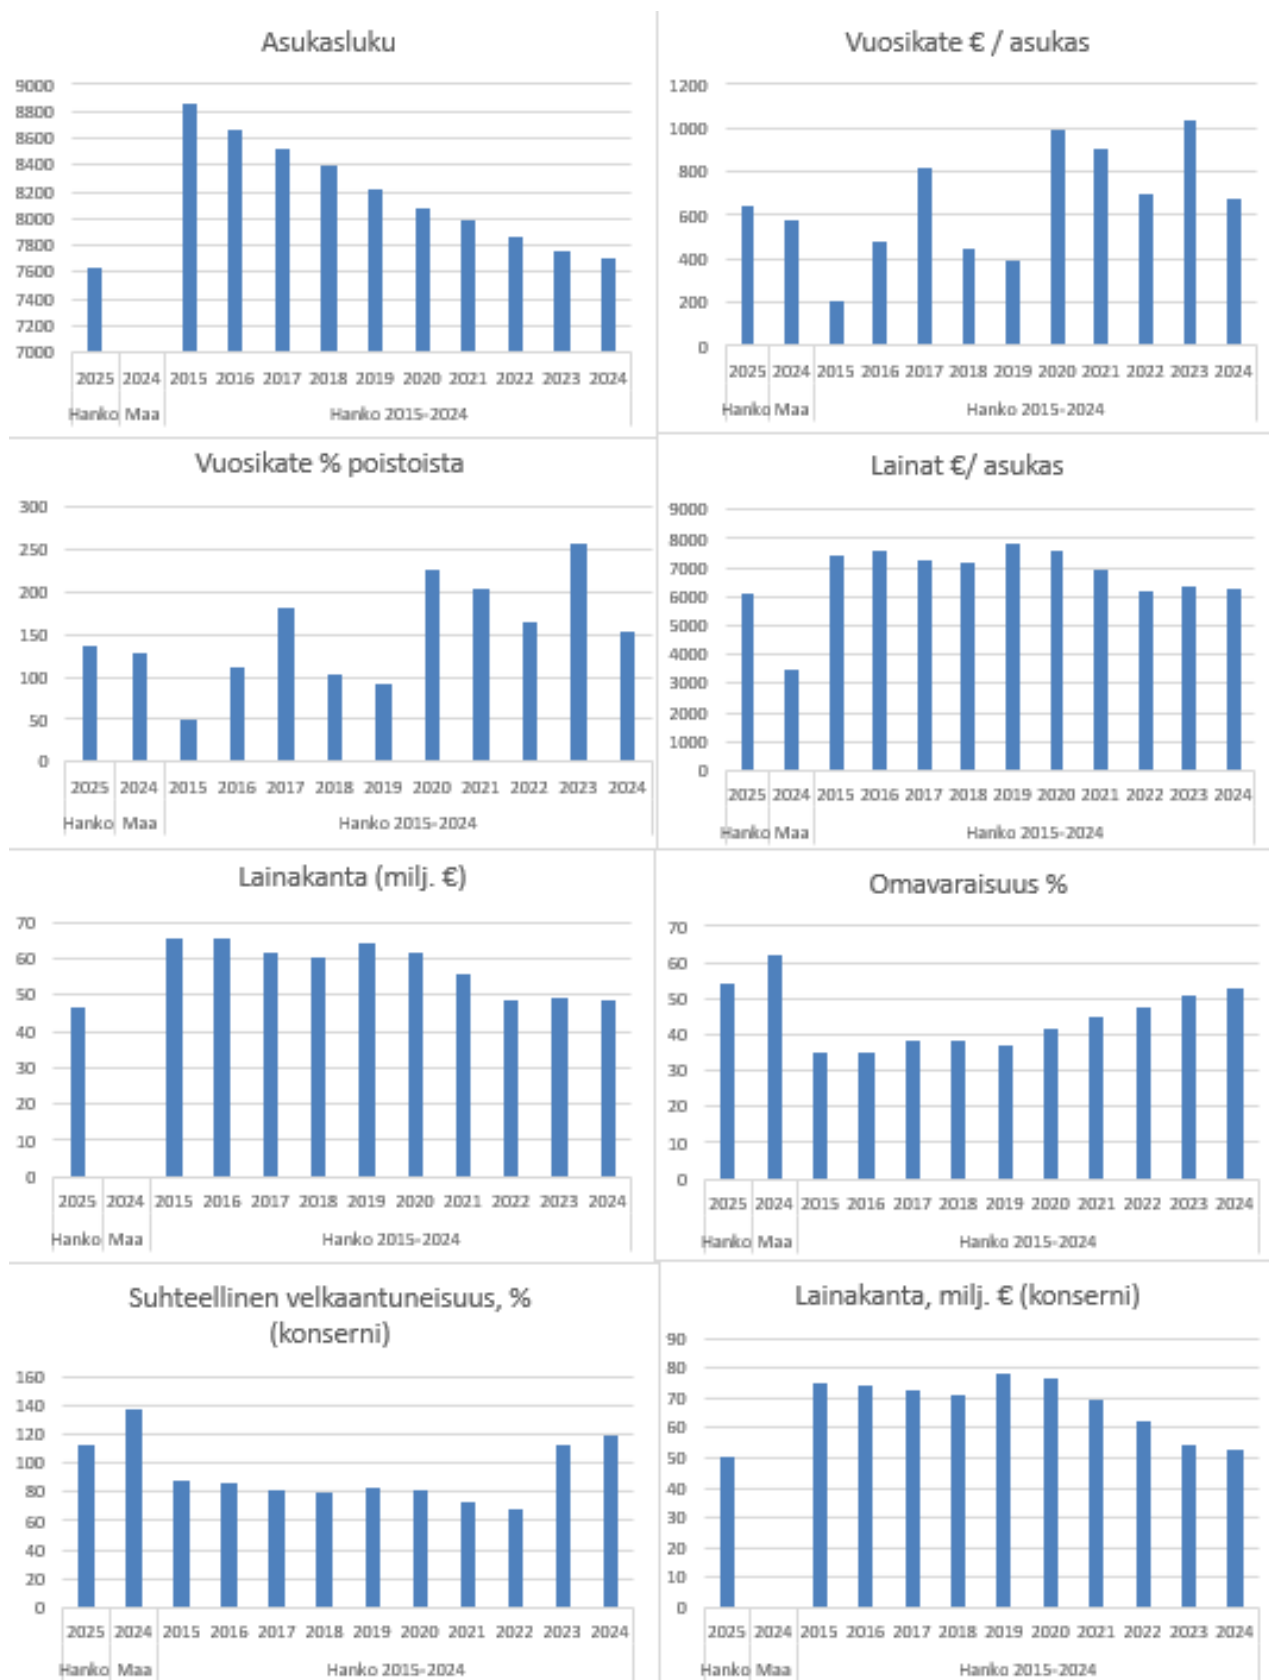 Asukasluku
9000
8800
8600
8400
8200
8000
7800
7600
7400
7200
7000
2025 2024 2015 2016 2017 2018 2019 2020 2021 2022 2023 2024
Hanko Maa Hanko 2015-2024
Vuosikate € / asukas
1200
1000
800
600
400
200
0
2025 2024 2015 2016 2017 2018 2019 2020 2021 2022 2023 2024
Hanko Maa Hanko 2015-2024
Vuosikate % poistoista
300
250
200
150
100
50
0
2025 2024 2015 2016 2017 2018 2019 2020 2021 2022 2023 2024
Hanko Maa Hanko 2015-2024
Lainat €/ asukas
9000
8000
7000
6000
5000
4000
3000
2000
1000
0
2025 2024 2015 2016 2017 2018 2019 2020 2021 2022 2023 2024
Hanko Maa Hanko 2015-2024
Lainakanta (milj. €)
70
60
50
40
30
20
10
0
2025 2024 2015 2016 2017 2018 2019 2020 2021 2022 2023 2024
Hanko Maa Hanko 2015-2024
Omavaraisuus %
70
60
50
40
30
20
10
0
2025 2024 2015 2016 2017 2018 2019 2020 2021 2022 2023 2024
Hanko Maa Hanko 2015-2024
Suhteellinen velkaantuneisuus, %
(konserni)
160
140
120
100
80
60
40
20
0
2025 2024 2015 2016 2017 2018 2019 2020 2021 2022 2023 2024
Hanko Maa Hanko 2015-2024
Lainakanta, milj. € (konserni)
90
80
70
60
50
40
30
20
10
0
2025 2024 2015 2016 2017 2018 2019 2020 2021 2022 2023 2024
Hanko Maa Hanko 2015-2024